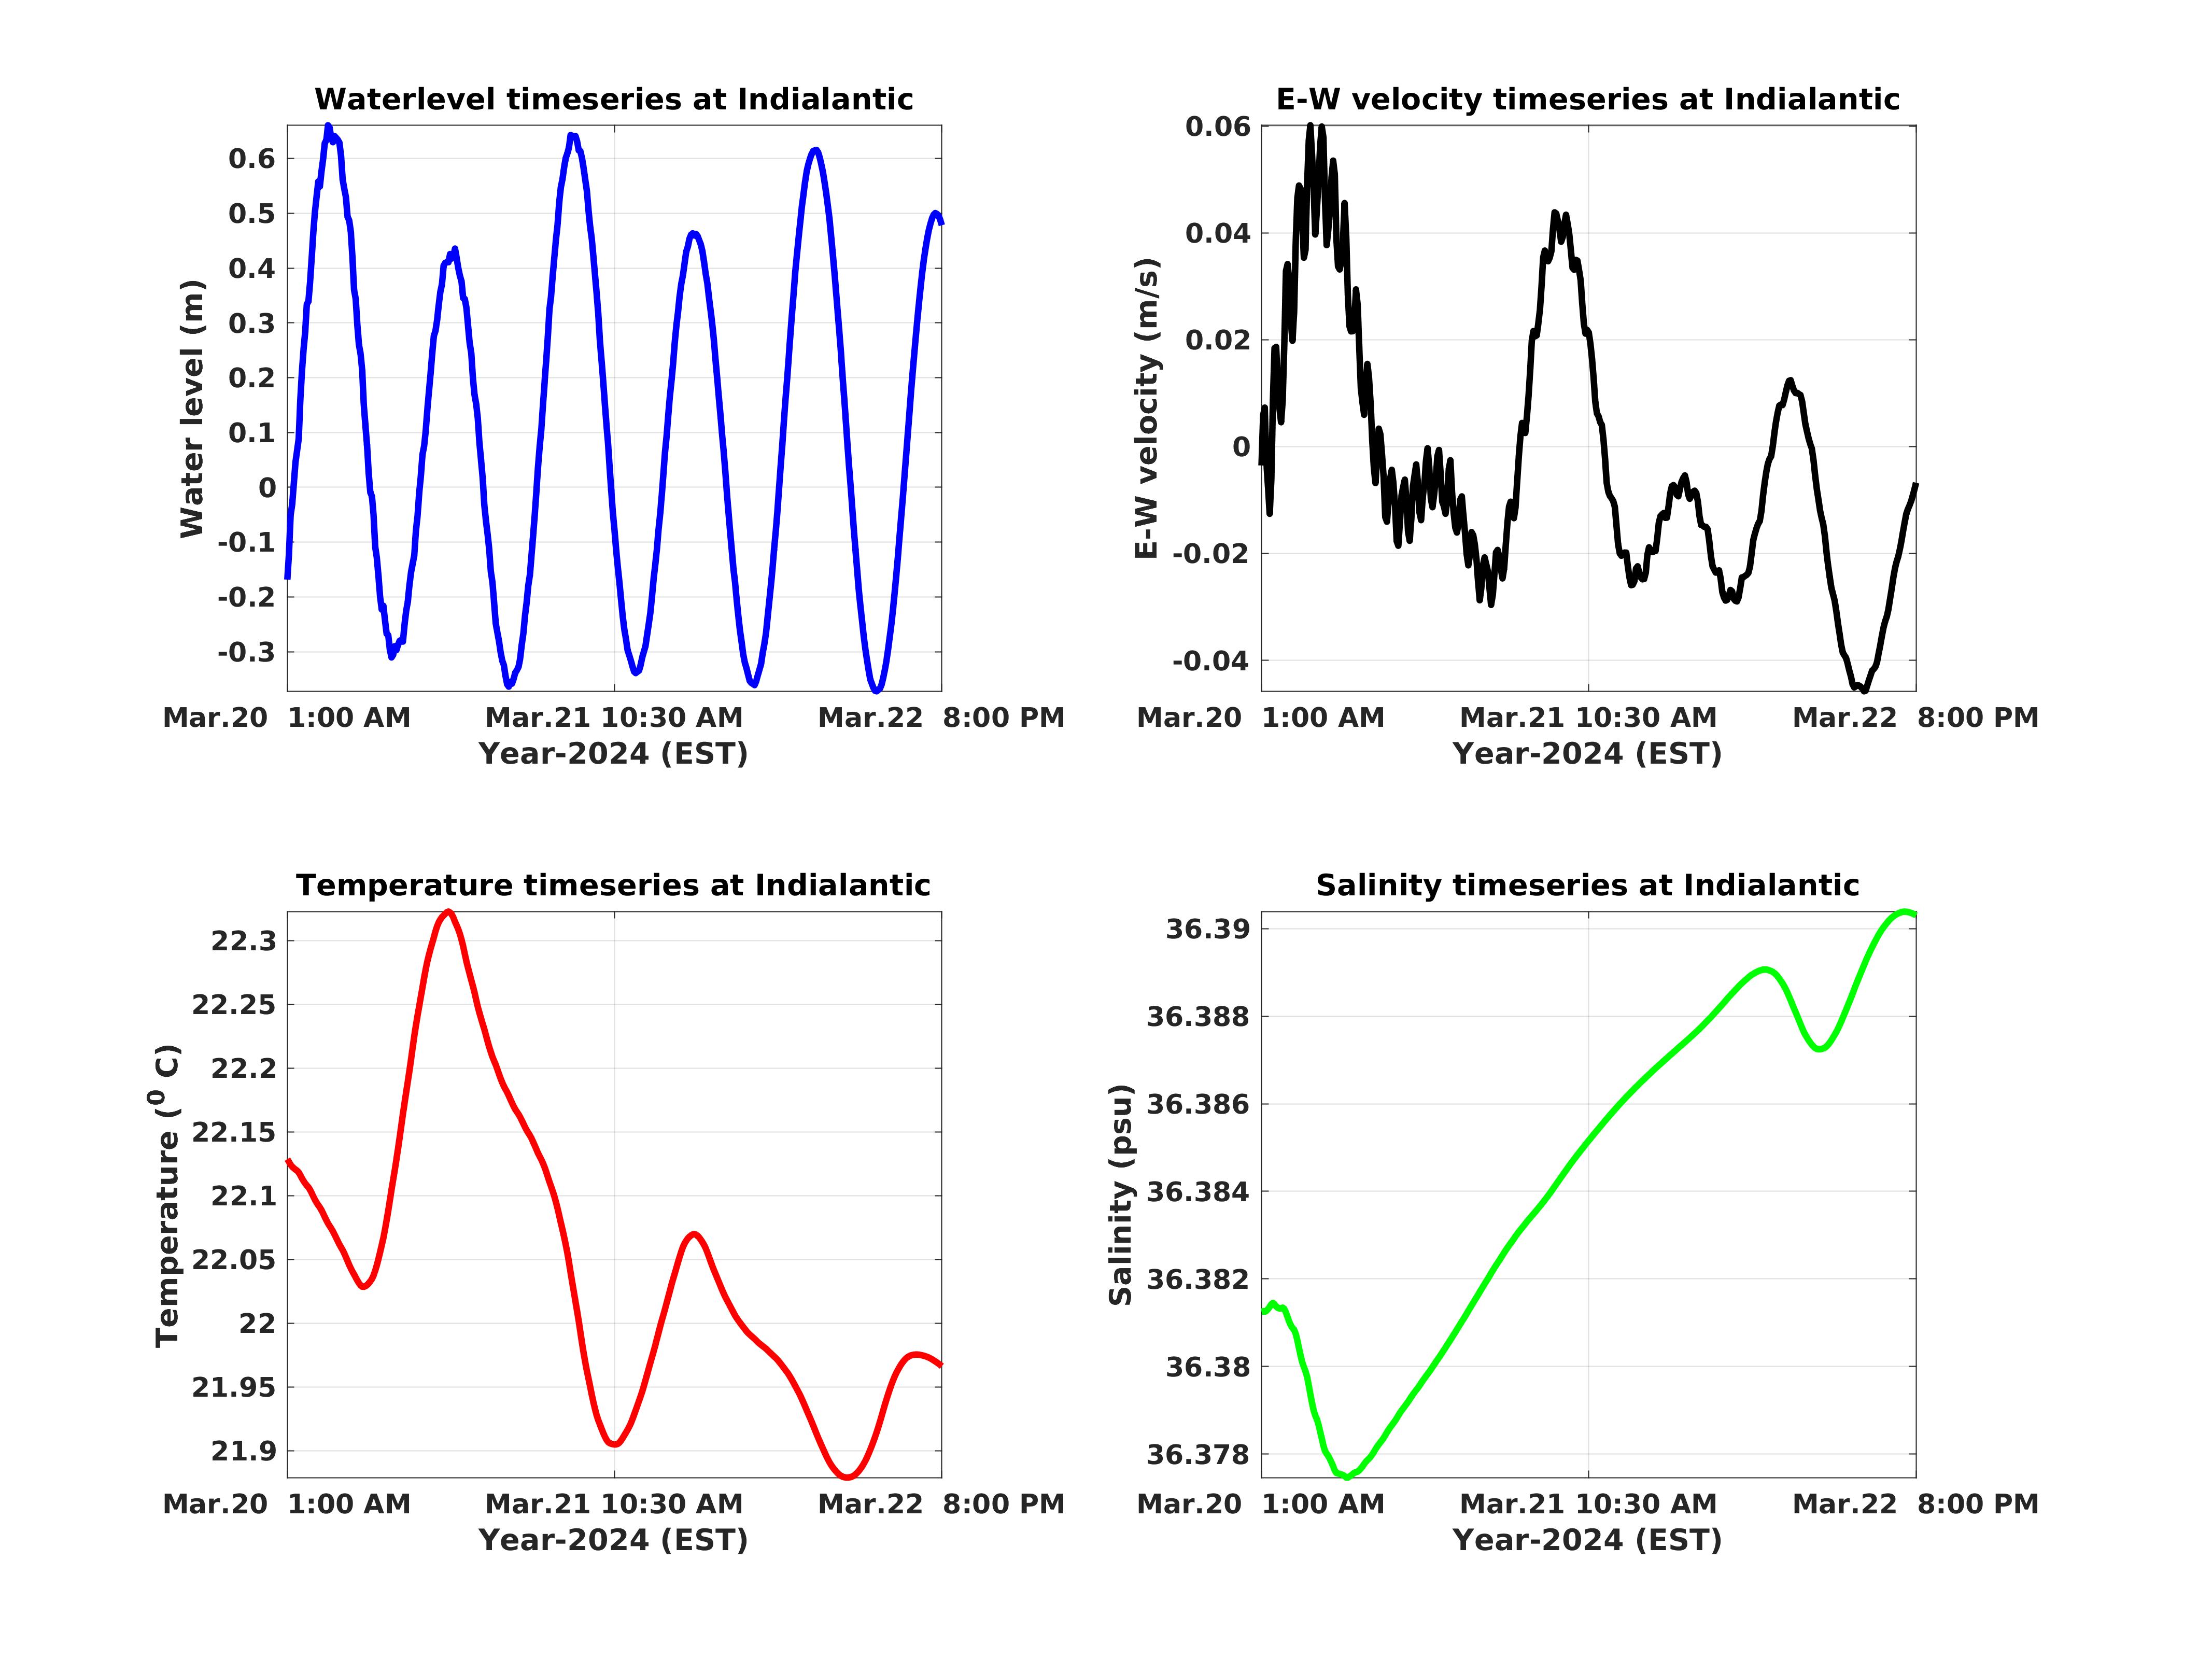 Waterlevel timeseries at Indialantic
0.6
0.5
0.4
0.3
0.2
0.1
0
-0.1
-0.2
-0.3
Water level (m)
Mar.20 1:00 AM Mar.21 10:30 AM Mar.22 8:00 PM
Year-2024 (EST)
E-W velocity timeseries at Indialantic
0.06
0.04
0.02
0
-0.02
-0.04
E-W velocity (m/s)
Mar.20 1:00 AM Mar.21 10:30 AM Mar.22 8:00 PM
Year-2024 (EST)
Temperature timeseries at Indialantic
22.3
22.25
22.2
22.15
22.1
22.05
22
21.95
21.9
Temperature (⁰ C)
Mar.20 1:00 AM Mar.21 10:30 AM Mar.22 8:00 PM
Year-2024 (EST)
Salinity timeseries at Indialantic
36.39
36.388
36.386
36.384
36.382
36.38
36.378
Salinity (psu)
Mar.20 1:00 AM Mar.21 10:30 AM Mar.22 8:00 PM
Year-2024 (EST)